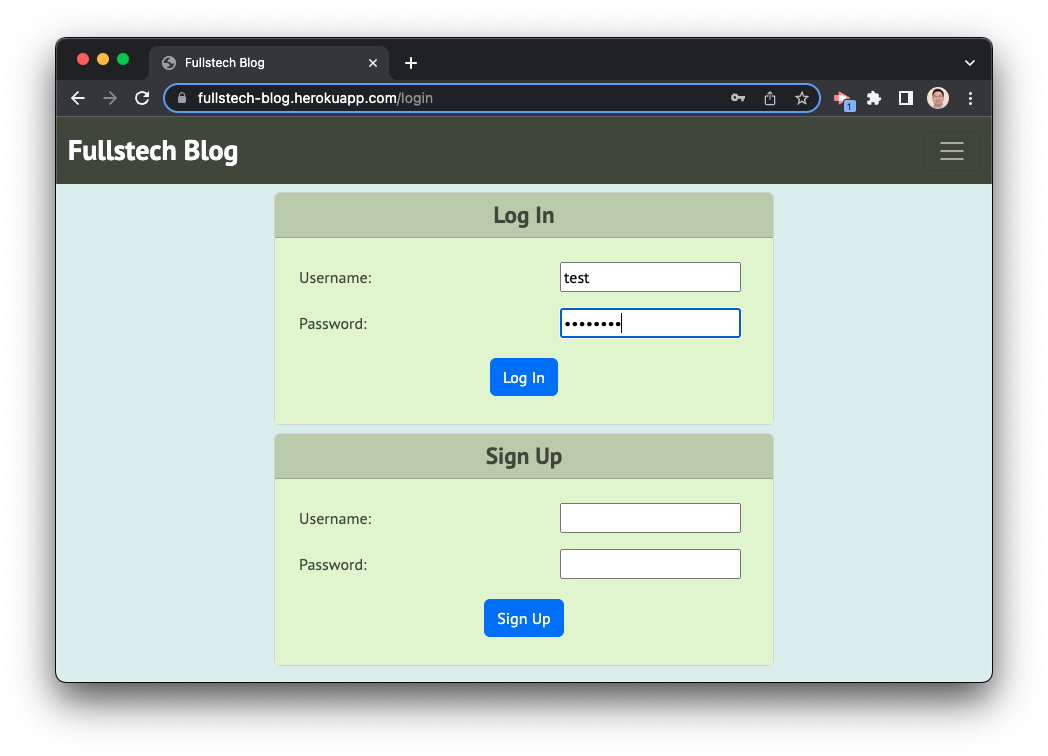 Fullstech Blog
fullstech-blog.herokuapp.com/login
1
Fullstech Blog
Log In
Username:
test
Password:
••••••••
Log In
Sign Up
Username:
Password:
Sign Up